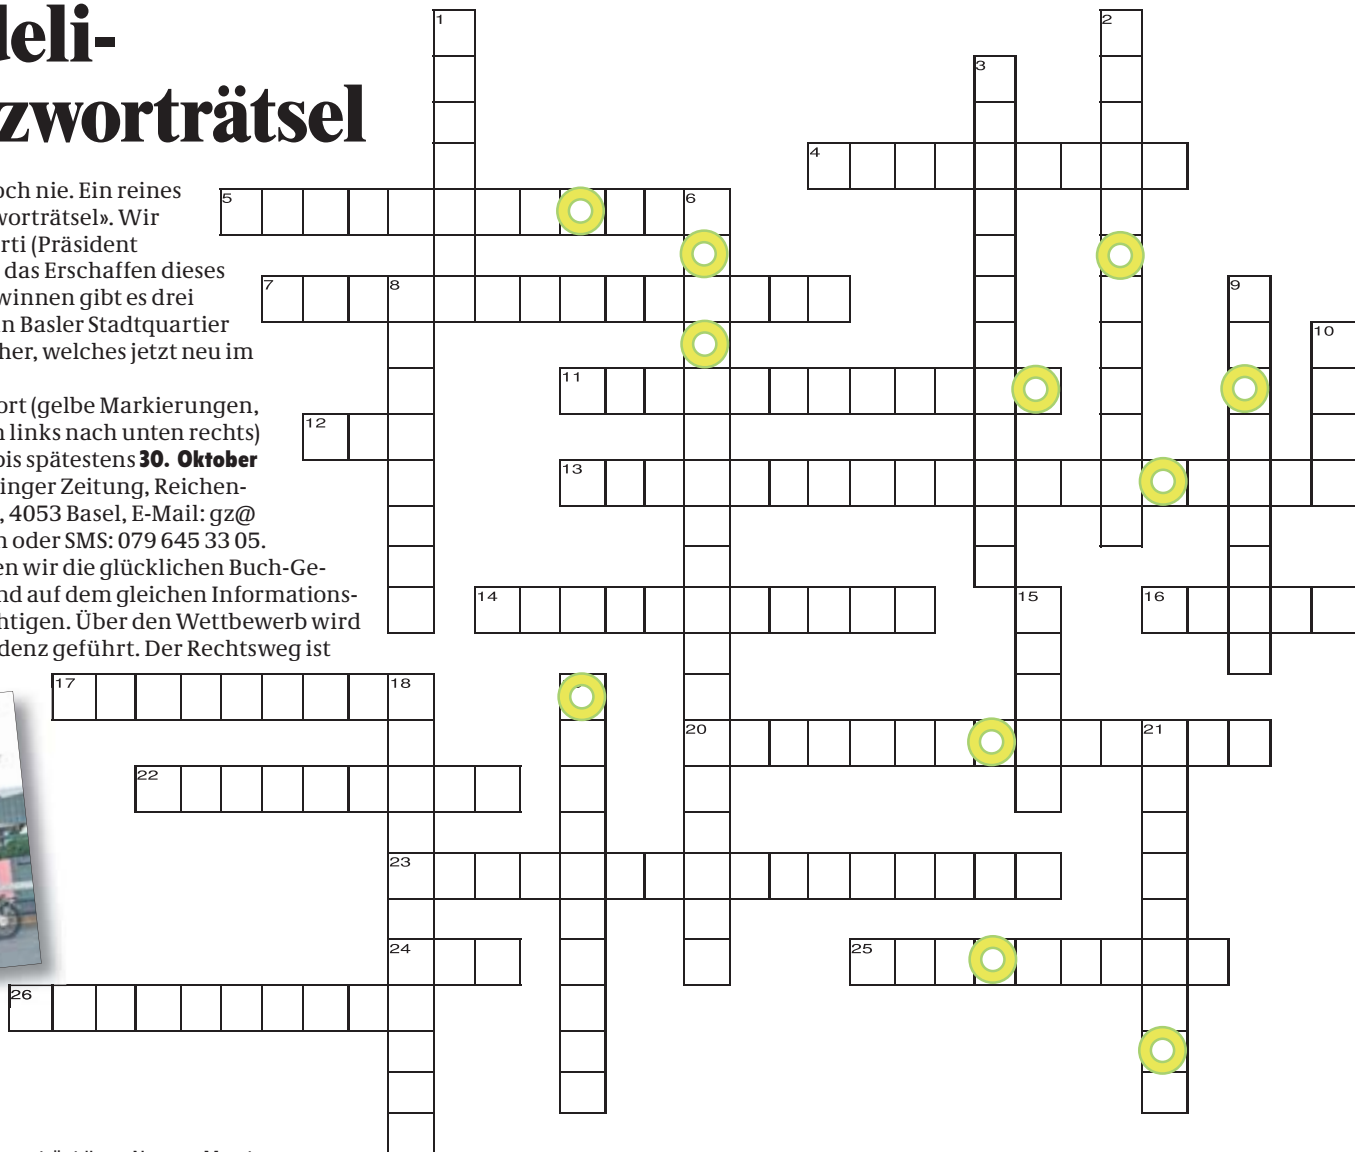 deli-
zworträtsel
och nie. Ein reines
worträtsel». Wir
rti (Präsident
das Erschaffen dieses
winnen gibt es drei
n Basler Stadtquartier
her, welches jetzt neu im
ort (gelbe Markierungen,
n links nach unten rechts)
bis spätestens 30. Oktober
inger Zeitung, Reichen-
, 4053 Basel, E-Mail: gz@
n oder SMS: 079 645 33 05.
en wir die glücklichen Buch-Ge-
nd auf dem gleichen Informations-
htigen. Über den Wettbewerb wird
denz geführt. Der Rechtsweg ist
1
2
3
4
5
6
7
8
9
10
11
12
13
14
15
16
17
18
20
21
22
23
24
25
26